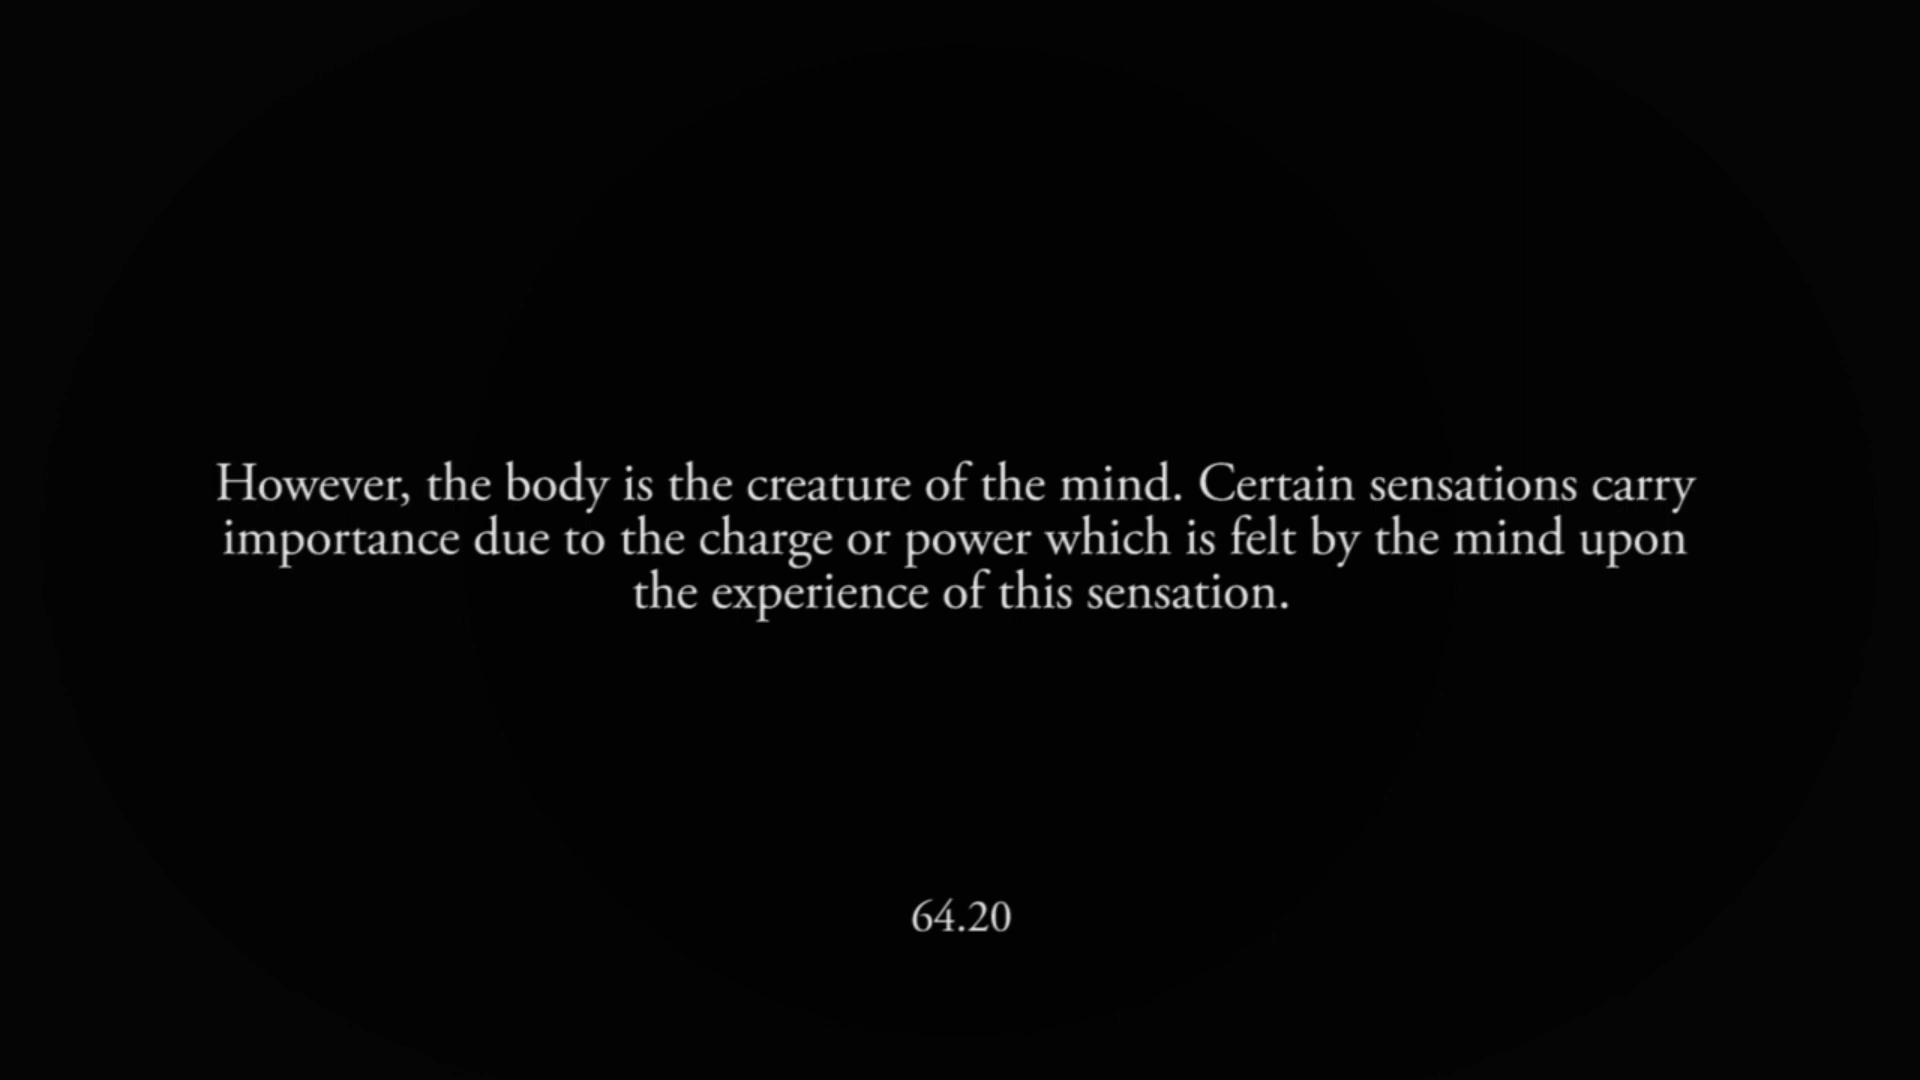 However, the body is the creature of the mind. Certain sensations carry
importance due to the charge or power which is felt by the mind upon
the experience of this sensation.
64.20